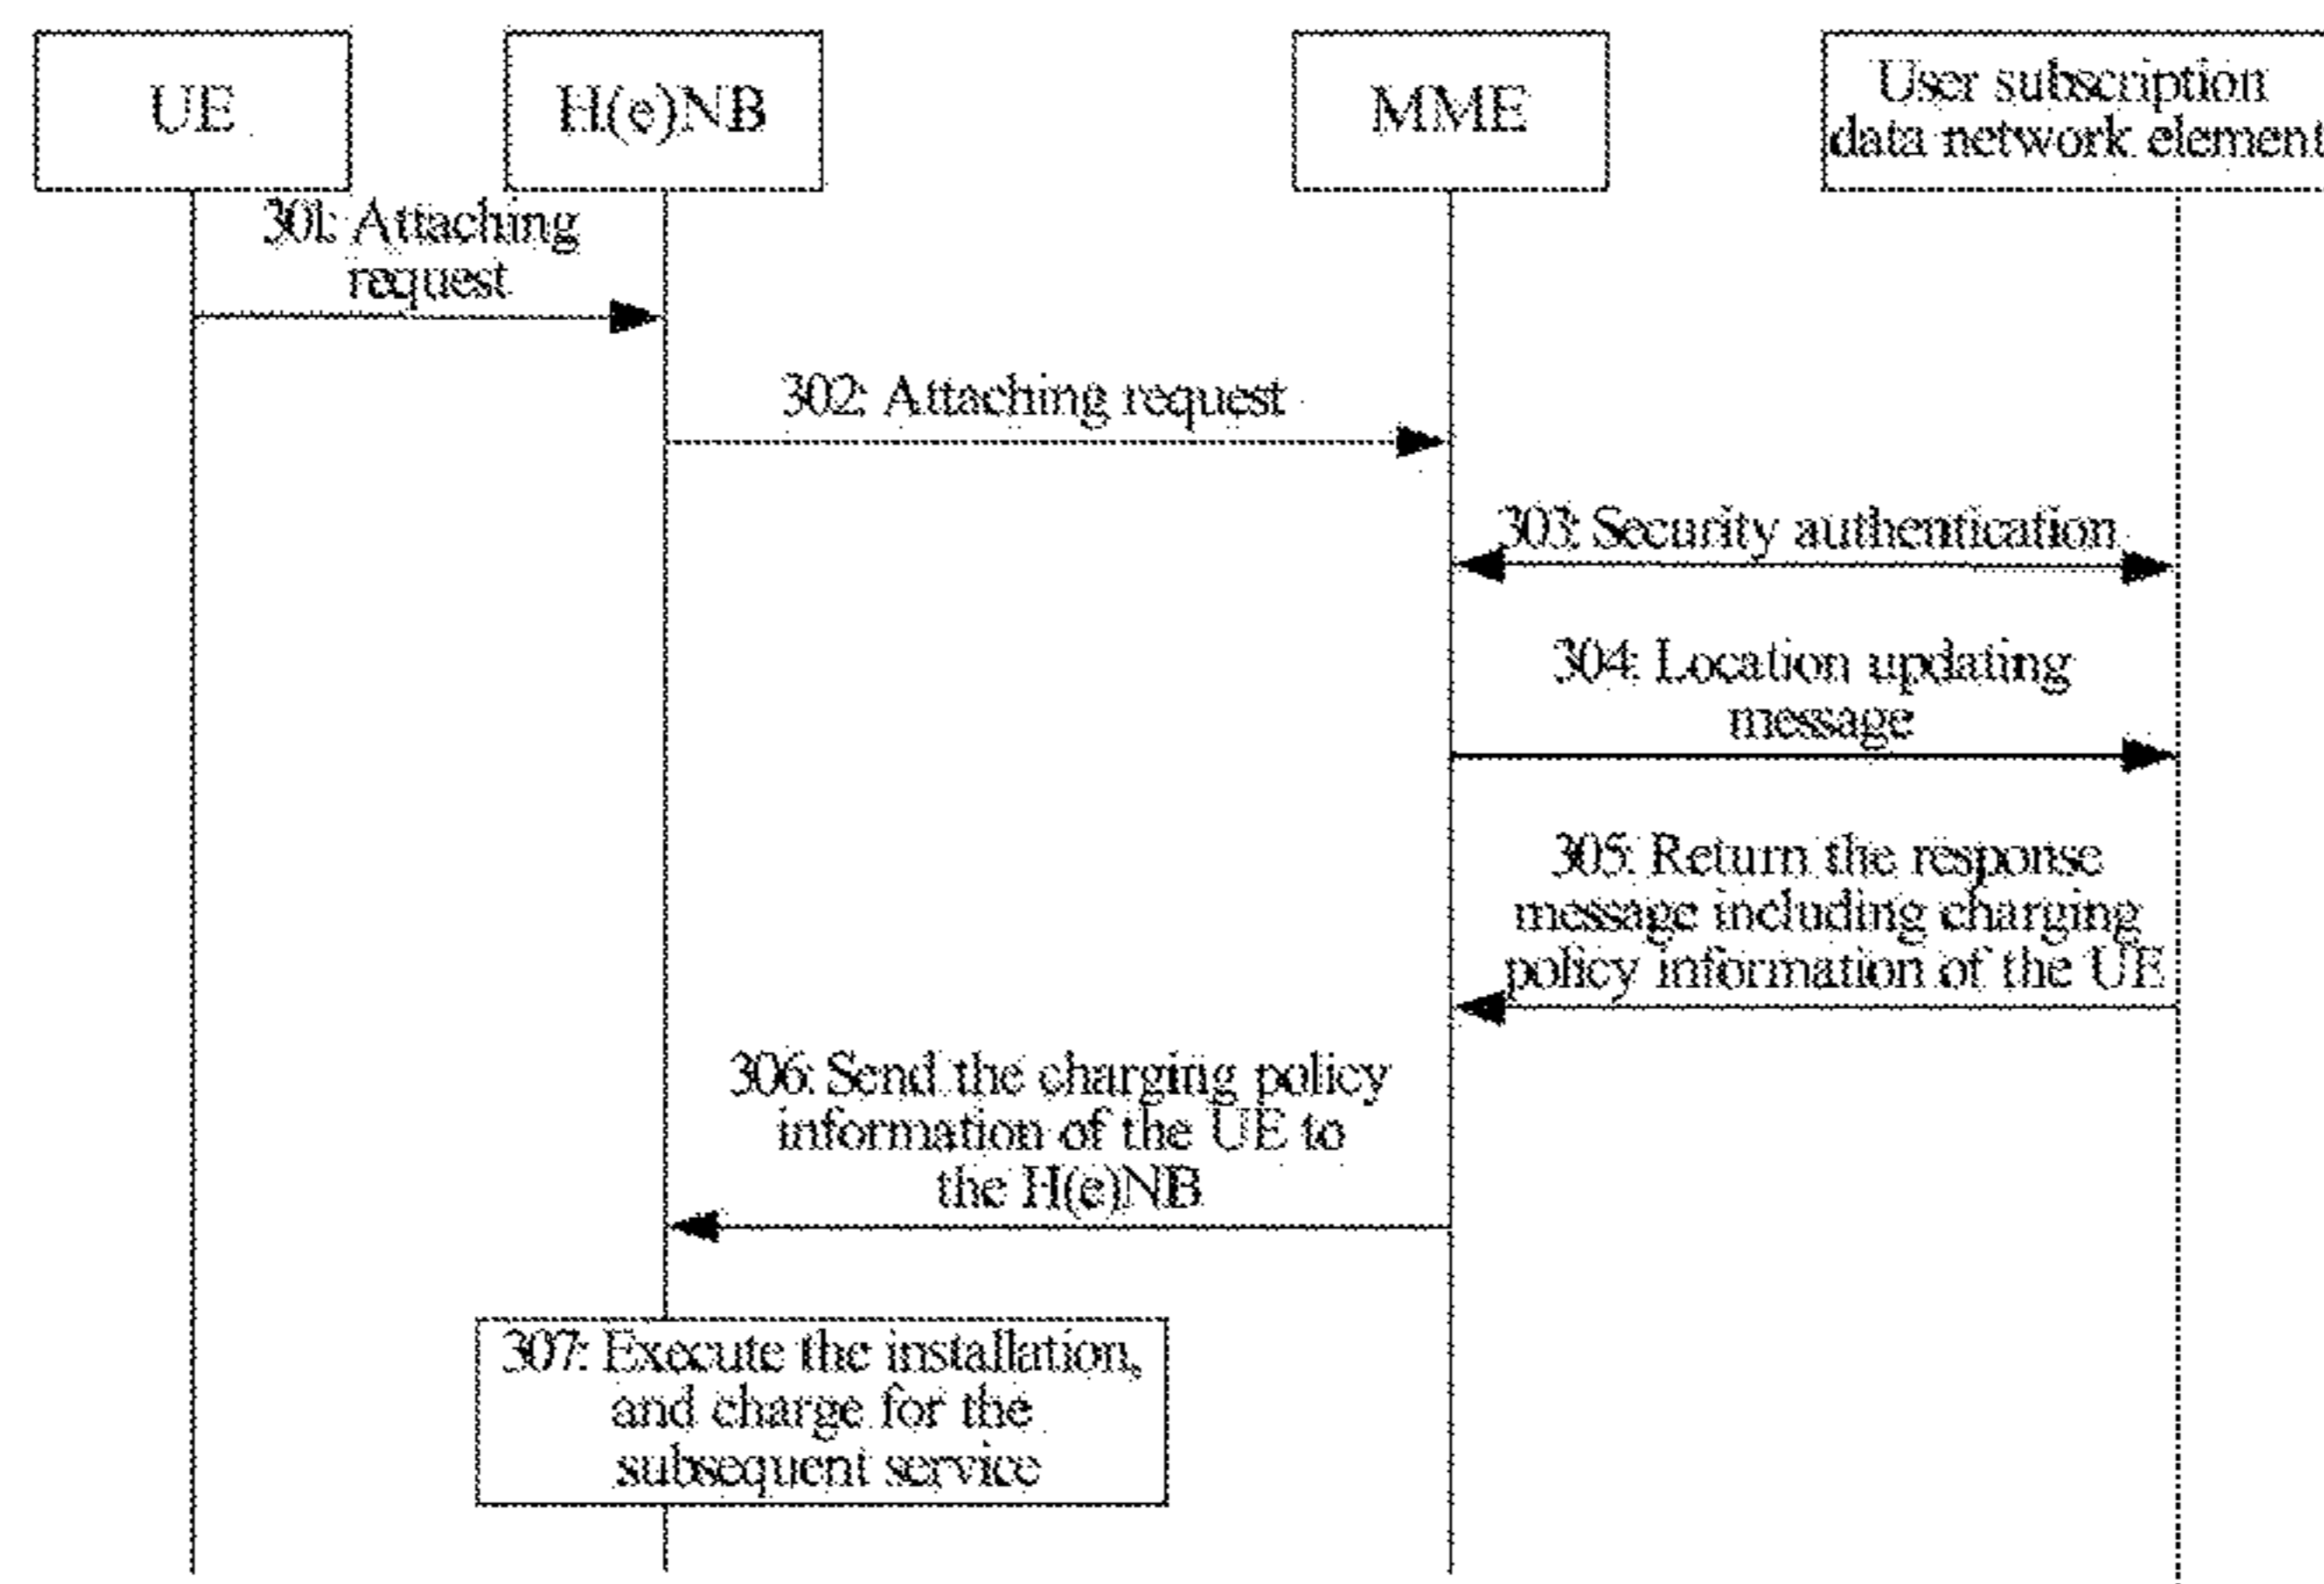 UE
H(e)NB
MME
User subscription
data network element
301: Attaching
request
302: Attaching request
303: Security authentication
304: Location updating
message
305: Return the response
message including charging
policy information of the UE
306: Send the charging policy
information of the UE to
the H(e)NB
307: Execute the installation,
and charge for the
subsequent service